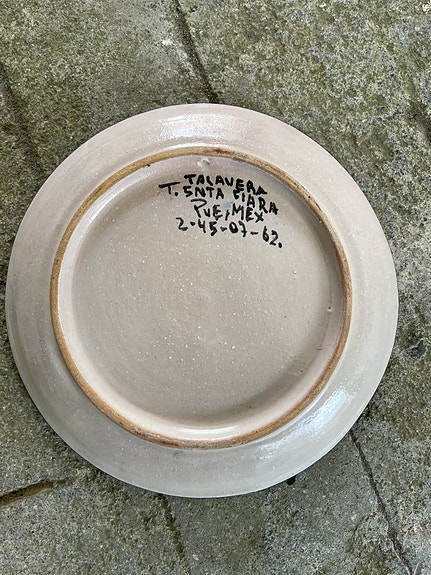 TALAVERA
T. SNTA CLARA
PUE, MEX
2-45-07-62.